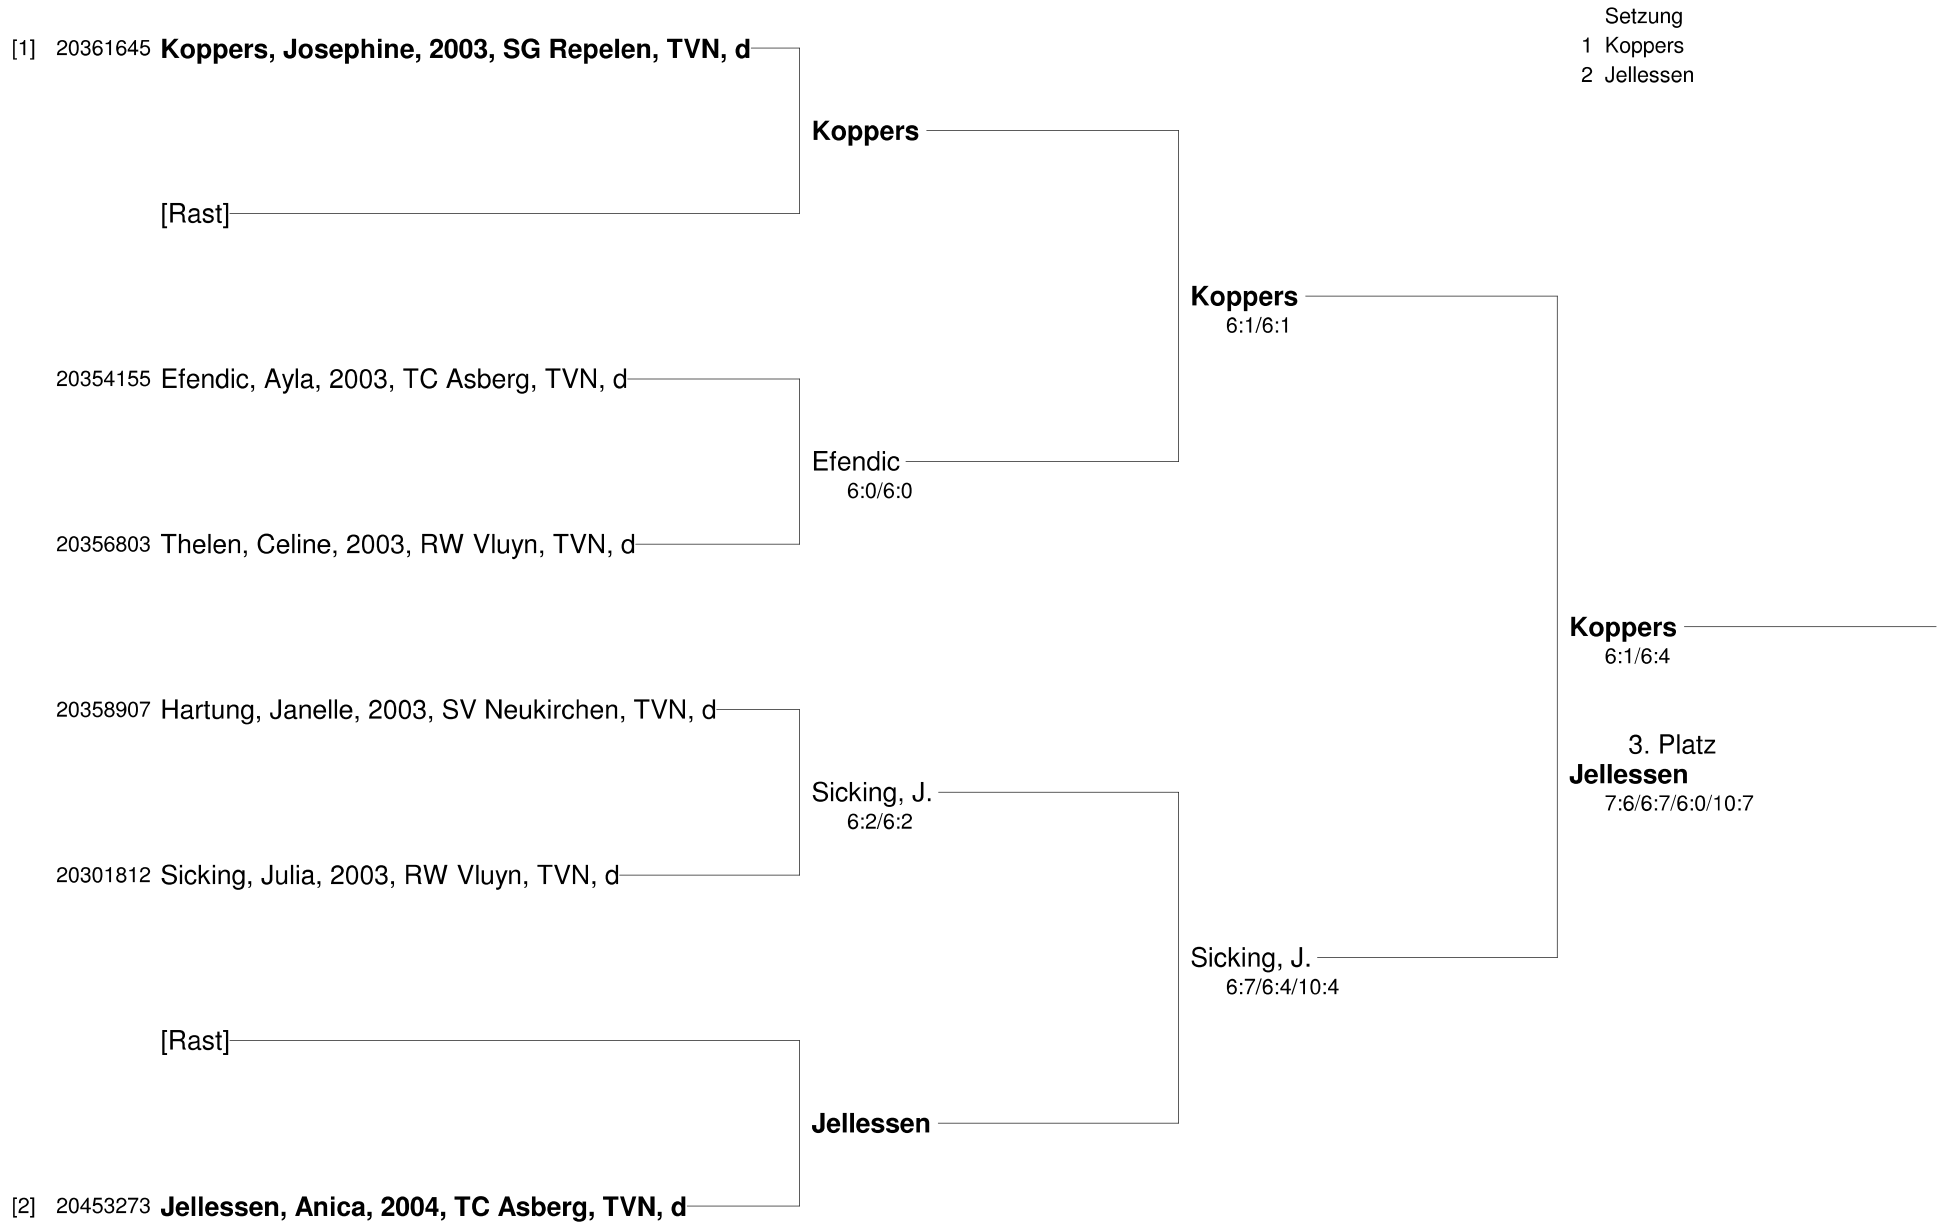 Setzung
1 Koppers
2 Jellessen
[1] 20361645 Koppers, Josephine, 2003, SG Repelen, TVN, d
Koppers
[Rast]
Koppers
6:1/6:1
20354155 Efendic, Ayla, 2003, TC Asberg, TVN, d
Efendic
6:0/6:0
20356803 Thelen, Celine, 2003, RW Vluyn, TVN, d
Koppers
6:1/6:4
20358907 Hartung, Janelle, 2003, SV Neukirchen, TVN, d
3. Platz
Jellessen
7:6/6:7/6:0/10:7
Sicking, J.
6:2/6:2
20301812 Sicking, Julia, 2003, RW Vluyn, TVN, d
Sicking, J.
6:7/6:4/10:4
[Rast]
Jellessen
[2] 20453273 Jellessen, Anica, 2004, TC Asberg, TVN, d